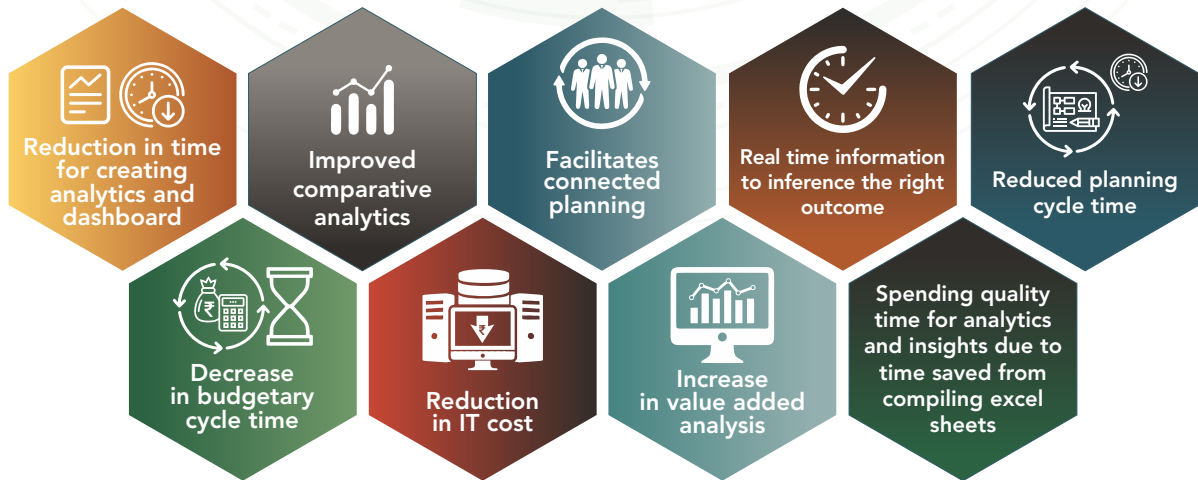 Reduction in time
for creating
analytics and
dashboard
Improved
comparative
analytics
Facilitates
connected
planning
Real time information
to inference the right
outcome
Reduced planning
cycle time
Decrease
in budgetary
cycle time
₹
Reduction
in IT cost
₹
Increase
in value added
analysis
Spending quality
time for analytics
and insights due to
time saved from
compiling excel
sheets